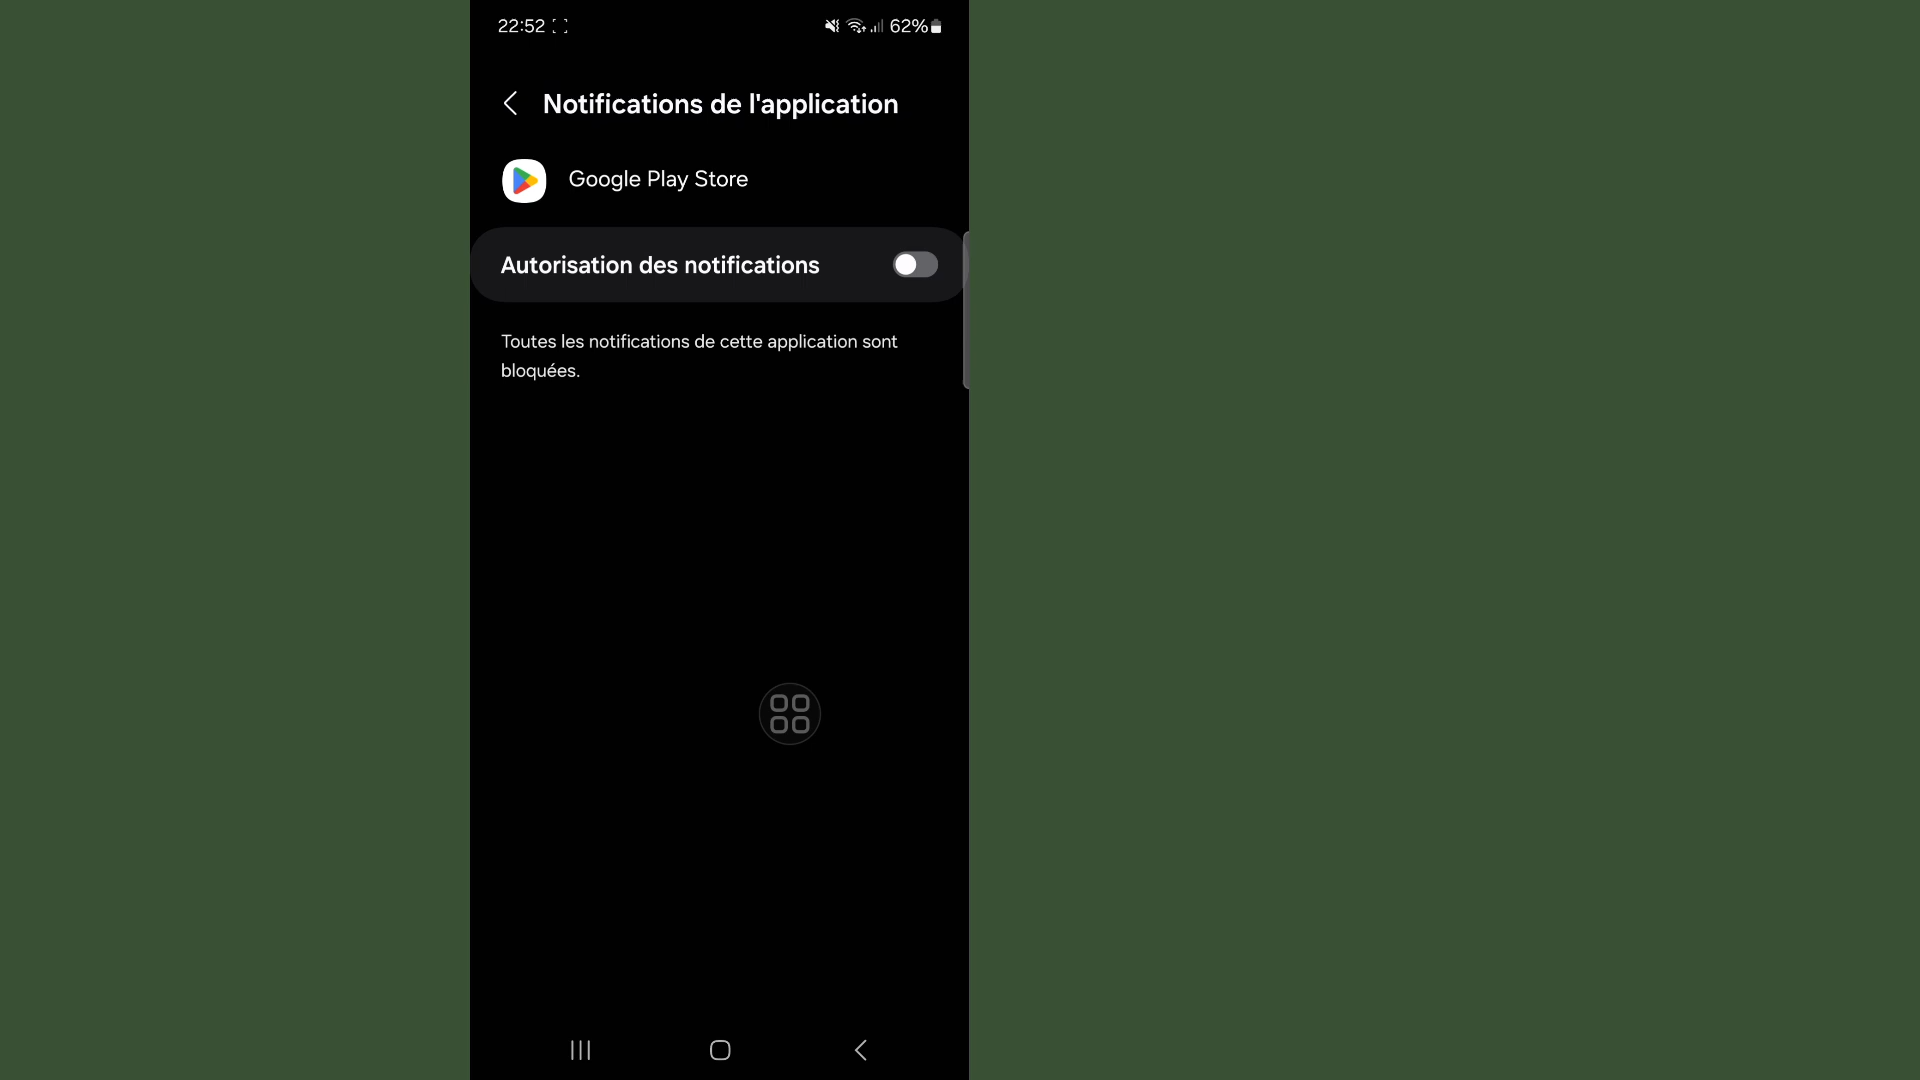 22:52
62%
Notifications de l'application
Google Play Store
Autorisation des notifications
Toutes les notifications de cette application sont
bloquées.